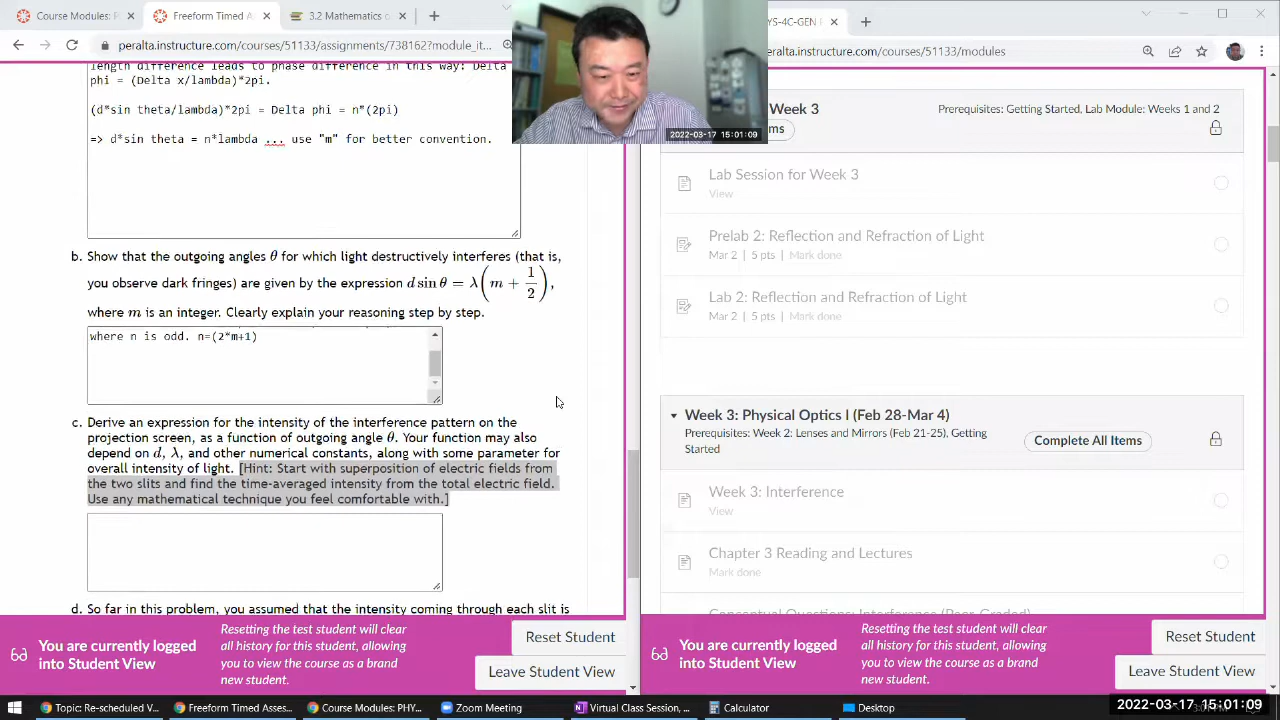 Course Modules: P
Freeform Timed As
3.2 Mathematics o
YS-4C-GEN F
peralta.instructure.com/courses/51133/assignments/738162?module_it...
eralta.instructure.com/courses/51133/modules
length difference leads to phase difference in this way: Delta
phi = (Delta x/lambda)*2pi.
(d*sin theta/lambda)*2pi = Delta phi = n*(2pi)
=> d*sin theta = n*lambda ... use "m" for better convention.
b. Show that the outgoing angles θ for which light destructively interferes (that is,
you observe dark fringes) are given by the expression d sin θ = λ(m + 1/2),
where m is an integer. Clearly explain your reasoning step by step.
where n is odd. n=(2*m+1)
c. Derive an expression for the intensity of the interference pattern on the
projection screen, as a function of outgoing angle θ. Your function may also
depend on d, λ, and other numerical constants, along with some parameter for
overall intensity of light. [Hint: Start with superposition of electric fields from
the two slits and find the time-averaged intensity from the total electric field.
Use any mathematical technique you feel comfortable with.]
d. So far in this problem, you assumed that the intensity coming through each slit is
2022-03-17 15:01:09
Week 3
Prerequisites: Getting Started, Lab Module: Weeks 1 and 2
ms
Lab Session for Week 3
View
Prelab 2: Reflection and Refraction of Light
Mar 2 | 5 pts | Mark done
Lab 2: Reflection and Refraction of Light
Mar 2 | 5 pts | Mark done
Week 3: Physical Optics I (Feb 28-Mar 4)
Prerequisites: Week 2: Lenses and Mirrors (Feb 21-25), Getting
Started
Complete All Items
Week 3: Interference
View
Chapter 3 Reading and Lectures
Mark done
Conceptual Questions: Interference (Peer-Graded)
You are currently logged
into Student View
Resetting the test student will clear
all history for this student, allowing
you to view the course as a brand
new student.
Reset Student
Leave Student View
You are currently logged
into Student View
Resetting the test student will clear
all history for this student, allowing
you to view the course as a brand
new student.
Reset Student
Leave Student View
Topic: Re-scheduled V...
Freeform Timed Asses...
Course Modules: PHY...
Zoom Meeting
Virtual Class Session, ...
Calculator
Desktop
2022-03-17 15:01:09